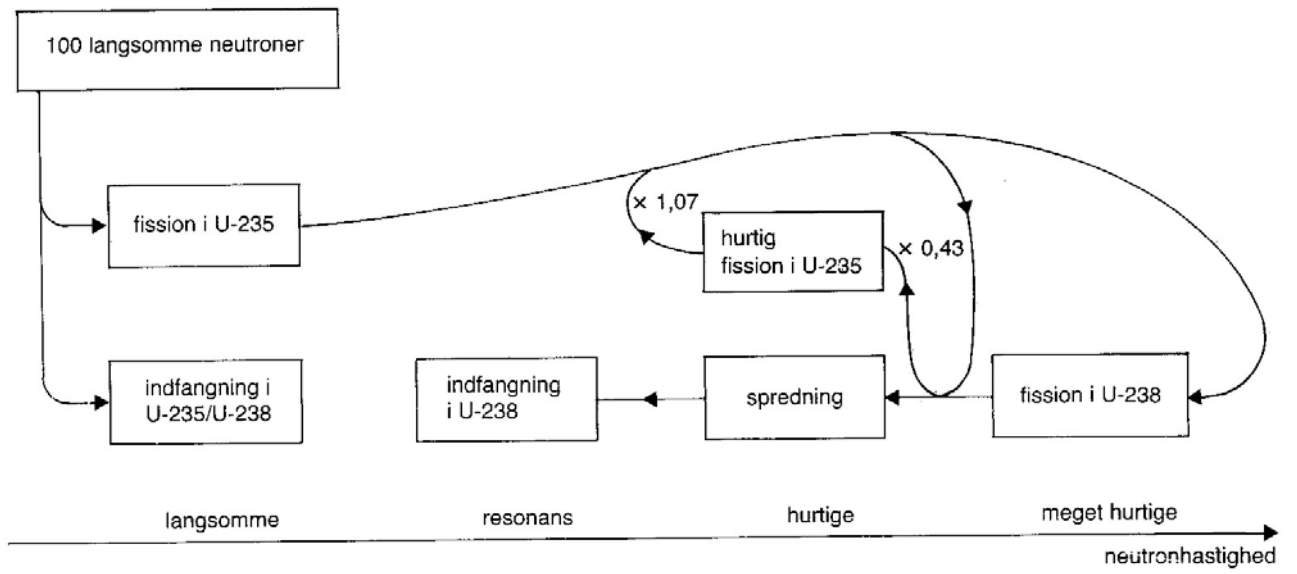 100 langsomme neutroner
fission i U-235
× 1,07
hurtig
fission i U-235
× 0,43
indfangning i
U-235/U-238
indfangning
i U-238
spredning
fission i U-238
langsomme
resonans
hurtige
meget hurtige
neutronhastighed